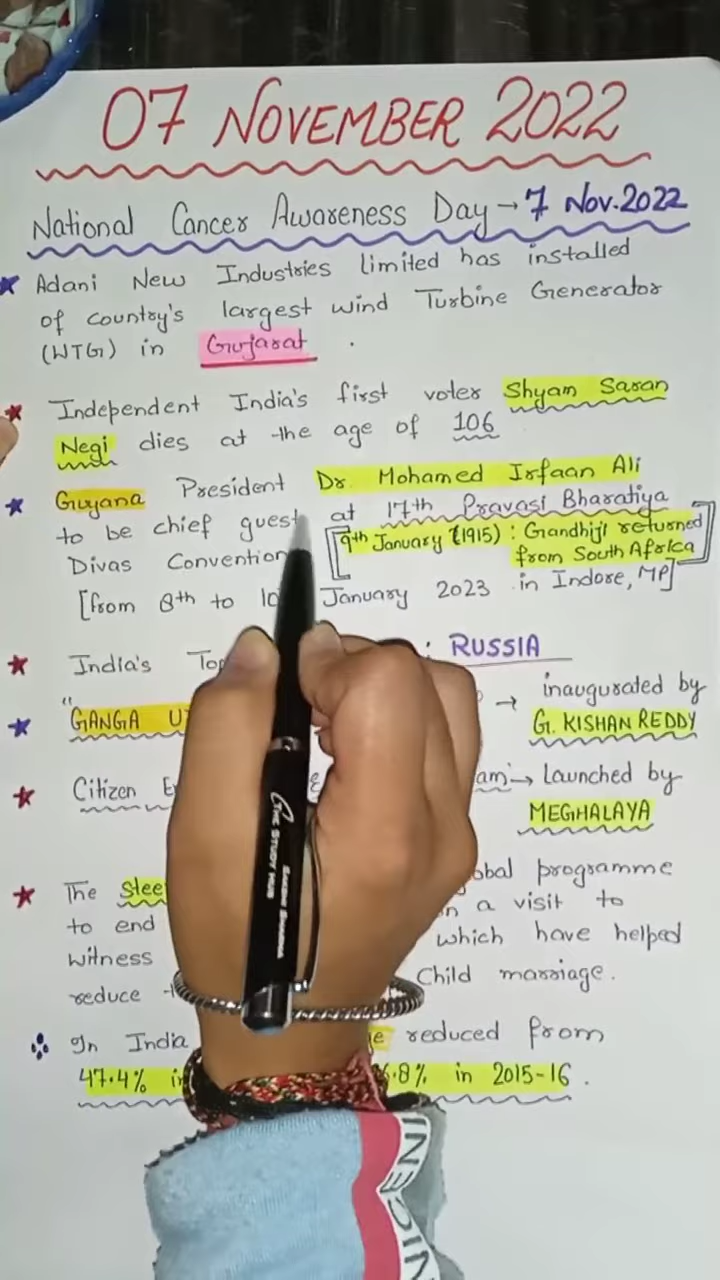 07 NOVEMBER 2022
National Cancer Awareness Day → 7 Nov.2022
Adani New Industries limited has installed
of country's largest wind Turbine Generator
(WTG) in Gujarat .
Independent India's first voter Shyam Saran
Negi dies at the age of 106
Guyana President Dr. Mohamed Irfaan Ali
to be chief guest at 17th Pravasi Bharatiya
Divas Convention [9th January (1915) : Gandhiji returned
from South Africa]
[from 8th to January 2023 in Indore, MP]
India's : RUSSIA
"GANGA → inaugurated by
G. KISHAN REDDY
Citizen → Launched by
MEGHALAYA
The programme
to end a visit to
witness which have helped
reduce Child marriage.
In India reduced from
47.4% 2015-16 .
THE STUDY HUB